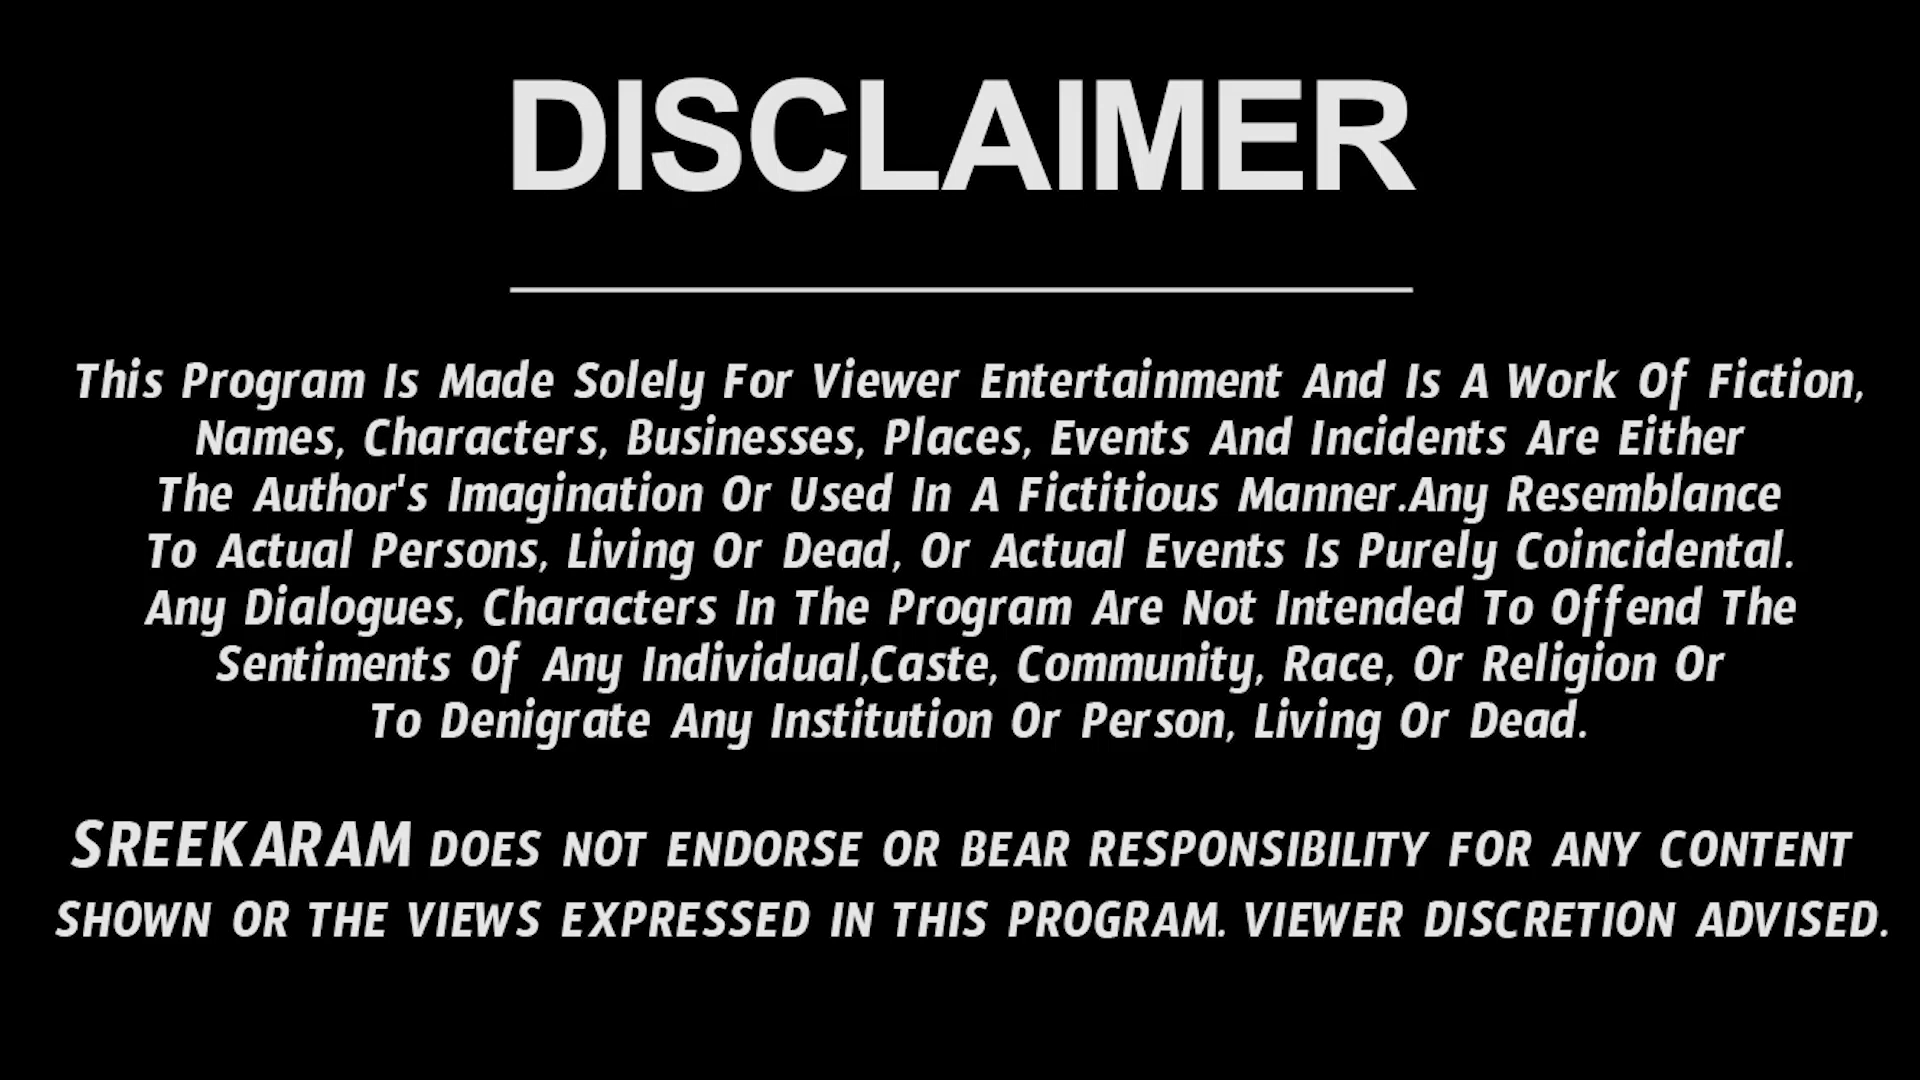 DISCLAIMER
This Program Is Made Solely For Viewer Entertainment And Is A Work Of Fiction,
Names, Characters, Businesses, Places, Events And Incidents Are Either
The Author's Imagination Or Used In A Fictitious Manner.Any Resemblance
To Actual Persons, Living Or Dead, Or Actual Events Is Purely Coincidental.
Any Dialogues, Characters In The Program Are Not Intended To Offend The
Sentiments Of Any Individual,Caste, Community, Race, Or Religion Or
To Denigrate Any Institution Or Person, Living Or Dead.
SREEKARAM DOES NOT ENDORSE OR BEAR RESPONSIBILITY FOR ANY CONTENT
SHOWN OR THE VIEWS EXPRESSED IN THIS PROGRAM. VIEWER DISCRETION ADVISED.